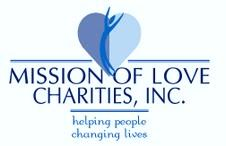 MISSION OF LOVE
CHARITIES, INC.
helping people
changing lives